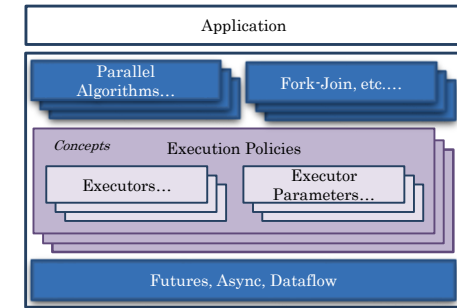 Application
Parallel
Algorithms…
Fork-Join, etc.…
Concepts
Execution Policies
Executors…
Executor
Parameters…
Futures, Async, Dataflow